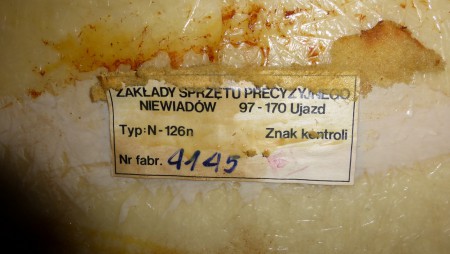 ZAKŁADY SPRZĘTU PRECYZYJNEGO
NIEWIADÓW 97-170 Ujazd
Typ: N-126n Znak kontroli
Nr fabr. 4145